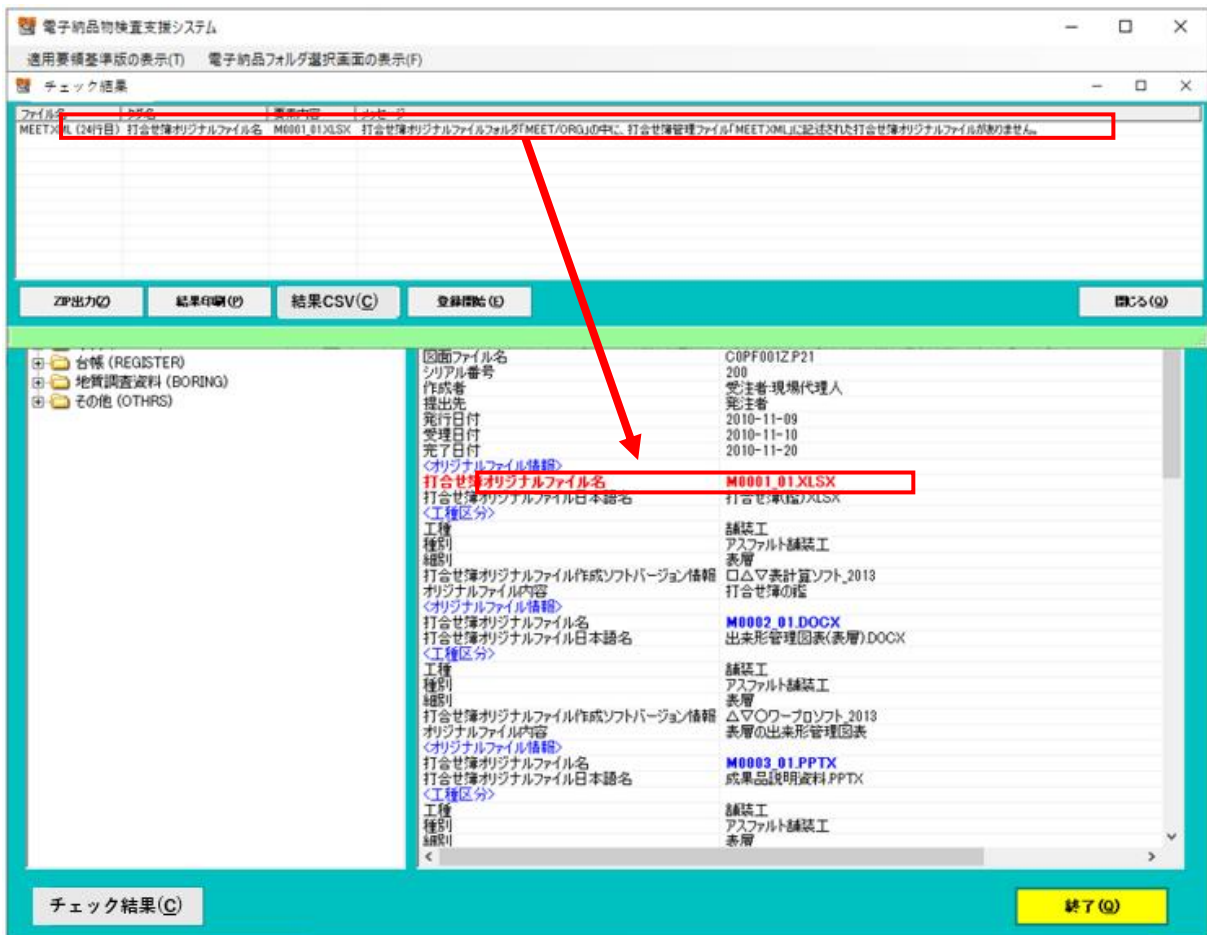 電子納品物検査支援システム
適用要領基準版の表示(T) 電子納品フォルダ選択画面の表示(F)
チェック結果
ファイル名 タグ名 要素内容 メッセージ
MEET.XML (24行目) 打合せ簿オリジナルファイル名 M0001_01.XLSX 打合せ簿オリジナルファイルフォルダ「MEET/ORG」の中に、打合せ簿管理ファイル「MEET.XML」に記述された打合せ簿オリジナルファイルがありません。
ZIP出力(Z) 結果印刷(P) 結果CSV(C) 登録開始(E) 閉じる(Q)
台帳 (REGISTER)
地質調査資料 (BORING)
その他 (OTHRS)
図面ファイル名 C0PF001Z.P21
シリアル番号 200
作成者 受注者:現場代理人
提出先 発注者
発行日付 2010-11-09
受理日付 2010-11-10
完了日付 2010-11-20
<オリジナルファイル情報>
打合せ簿オリジナルファイル名 M0001_01.XLSX
打合せ簿オリジナルファイル日本語名 打合せ簿(鑑).XLSX
<工種区分>
工種 舗装工
種別 アスファルト舗装工
細別 表層
打合せ簿オリジナルファイル作成ソフトバージョン情報 □△▽表計算ソフト_2013
オリジナルファイル内容 打合せ簿の鑑
<オリジナルファイル情報>
打合せ簿オリジナルファイル名 M0002_01.DOCX
打合せ簿オリジナルファイル日本語名 出来形管理図表(表層).DOCX
<工種区分>
工種 舗装工
種別 アスファルト舗装工
細別 表層
打合せ簿オリジナルファイル作成ソフトバージョン情報 △▽○ワープロソフト_2013
オリジナルファイル内容 表層の出来形管理図表
<オリジナルファイル情報>
打合せ簿オリジナルファイル名 M0003_01.PPTX
打合せ簿オリジナルファイル日本語名 成果品説明資料.PPTX
<工種区分>
工種 舗装工
種別 アスファルト舗装工
細別 表層
チェック結果(C) 終了(Q)